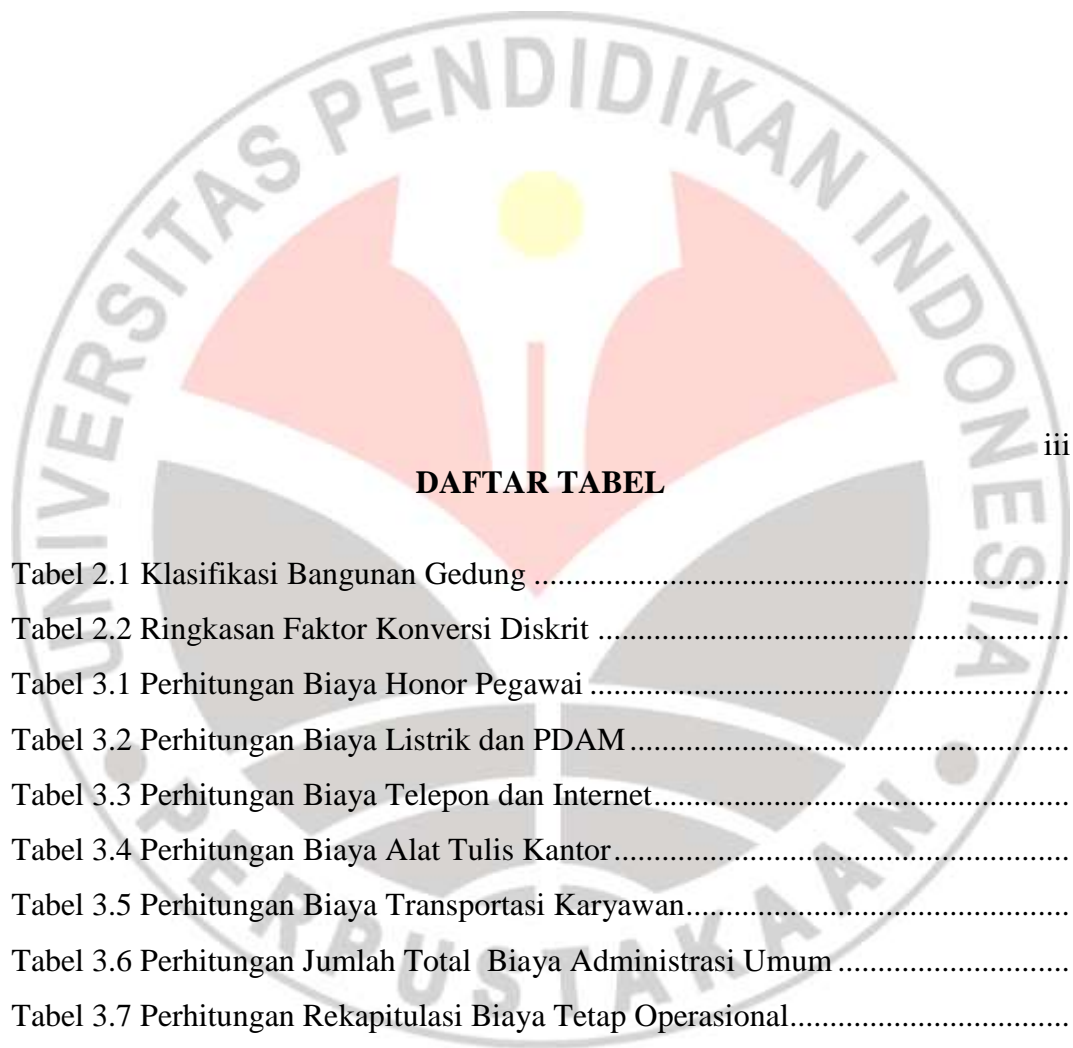 UNIVERSITAS PENDIDIKAN INDONESIA
PERPUSTAKAAN
iii
DAFTAR TABEL
Tabel 2.1 Klasifikasi Bangunan Gedung ..........................................................
Tabel 2.2 Ringkasan Faktor Konversi Diskrit ...................................................
Tabel 3.1 Perhitungan Biaya Honor Pegawai ....................................................
Tabel 3.2 Perhitungan Biaya Listrik dan PDAM ................................................
Tabel 3.3 Perhitungan Biaya Telepon dan Internet.............................................
Tabel 3.4 Perhitungan Biaya Alat Tulis Kantor .................................................
Tabel 3.5 Perhitungan Biaya Transportasi Karyawan..........................................
Tabel 3.6 Perhitungan Jumlah Total  Biaya Administrasi Umum .........................
Tabel 3.7 Perhitungan Rekapitulasi Biaya Tetap Operasional..............................